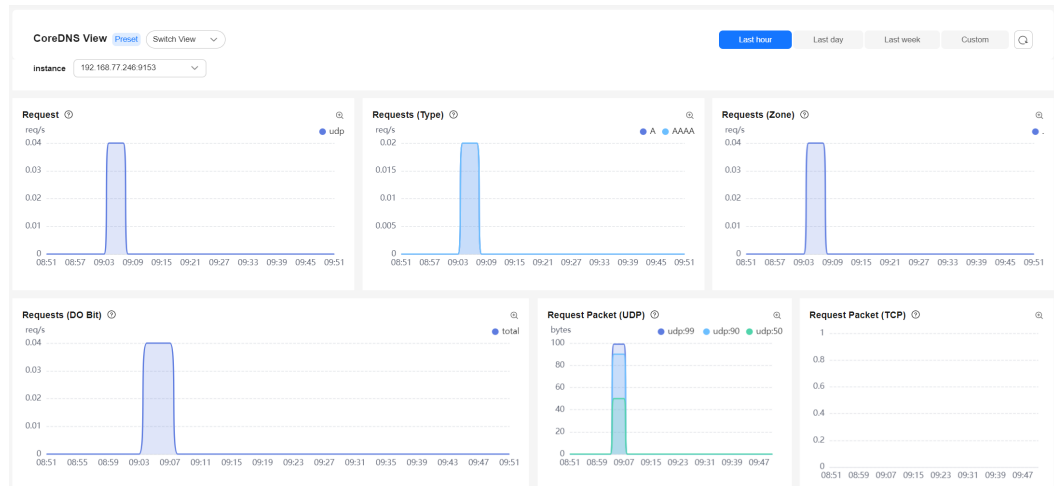 CoreDNS View Preset Switch View Last hour Last day Last week Custom
instance 192.168.77.246:9153
Request Requests (Type) Requests (Zone)
req/s udp req/s A AAAA req/s .
0.04 0.02 0.04
0.03 0.015 0.03
0.02 0.01 0.02
0.01 0.005 0.01
0 0 0
08:51 08:57 09:03 09:09 09:15 09:21 09:27 09:33 09:39 09:45 09:51 08:51 08:57 09:03 09:09 09:15 09:21 09:27 09:33 09:39 09:45 09:51 08:51 08:57 09:03 09:09 09:15 09:21 09:27 09:33 09:39 09:45 09:51
Requests (DO Bit) Request Packet (UDP) Request Packet (TCP)
req/s total bytes udp:99 udp:90 udp:50 1
0.04 100 0.8
0.03 80 0.6
0.02 60 0.4
0.01 40 0.2
0 20 0
0
08:51 08:55 08:59 09:03 09:07 09:11 09:15 09:19 09:23 09:27 09:31 09:35 09:39 09:43 09:47 09:51 08:51 08:59 09:07 09:15 09:23 09:31 09:39 09:47 08:51 08:59 09:07 09:15 09:23 09:31 09:39 09:47